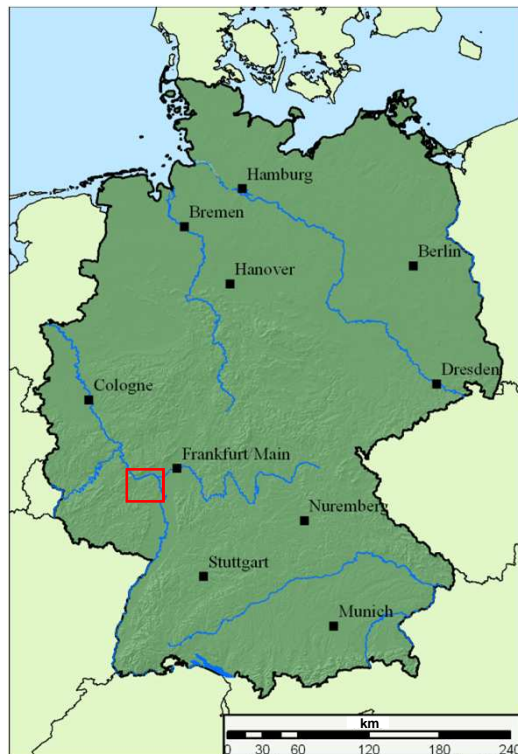 Hamburg
Bremen
Berlin
Hanover
Dresden
Cologne
Frankfurt/Main
Nuremberg
Stuttgart
Munich
km
0 30 60 120 180 240